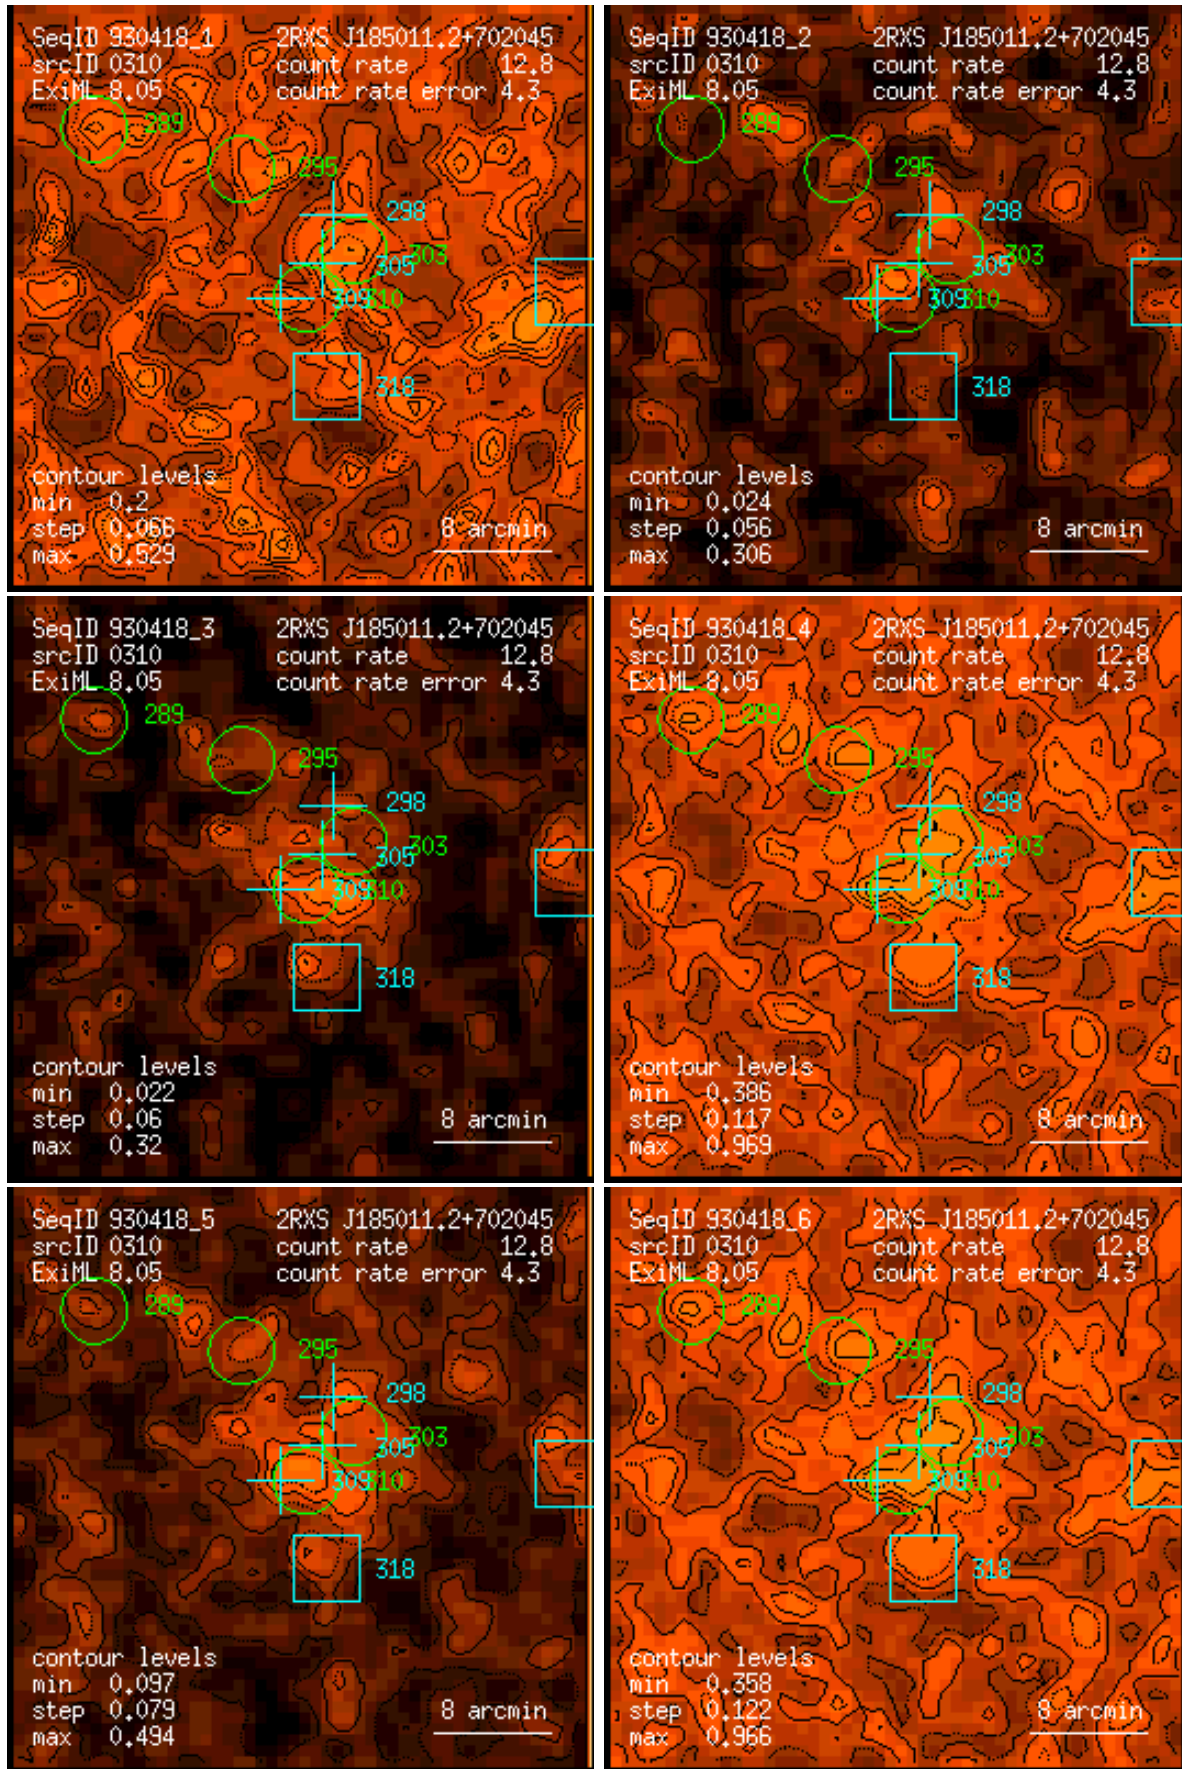 SeqID 930418_1 2RXS J185011.2+702045
srcID 0310 count rate 12.8
ExiML 8.05 count rate error 4.3
289
295
298
303
305
309 310
318
contour levels
min 0.2
step 0.066
max 0.529
8 arcmin
SeqID 930418_2 2RXS J185011.2+702045
srcID 0310 count rate 12.8
ExiML 8.05 count rate error 4.3
289
295
298
303
305
309 310
318
contour levels
min 0.024
step 0.056
max 0.306
8 arcmin
SeqID 930418_3 2RXS J185011.2+702045
srcID 0310 count rate 12.8
ExiML 8.05 count rate error 4.3
289
295
298
303
305
309 310
318
contour levels
min 0.022
step 0.06
max 0.32
8 arcmin
SeqID 930418_4 2RXS J185011.2+702045
srcID 0310 count rate 12.8
ExiML 8.05 count rate error 4.3
289
295
298
303
305
309 310
318
contour levels
min 0.386
step 0.117
max 0.969
8 arcmin
SeqID 930418_5 2RXS J185011.2+702045
srcID 0310 count rate 12.8
ExiML 8.05 count rate error 4.3
289
295
298
303
305
309 310
318
contour levels
min 0.097
step 0.079
max 0.494
8 arcmin
SeqID 930418_6 2RXS J185011.2+702045
srcID 0310 count rate 12.8
ExiML 8.05 count rate error 4.3
289
295
298
303
305
309 310
318
contour levels
min 0.358
step 0.122
max 0.966
8 arcmin